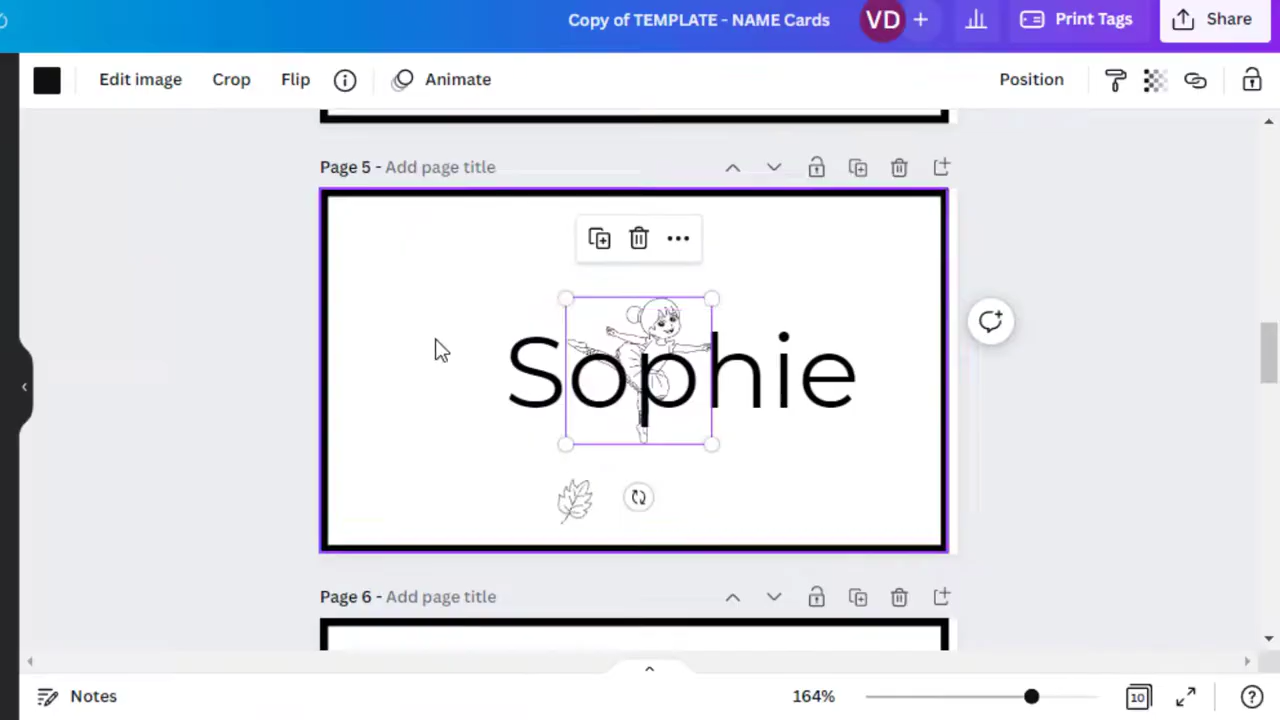 Copy of TEMPLATE - NAME Cards
VD
Print Tags
Share
Edit image
Crop
Flip
Animate
Position
Page 5 - Add page title
Sophie
Page 6 - Add page title
Notes
164%
10